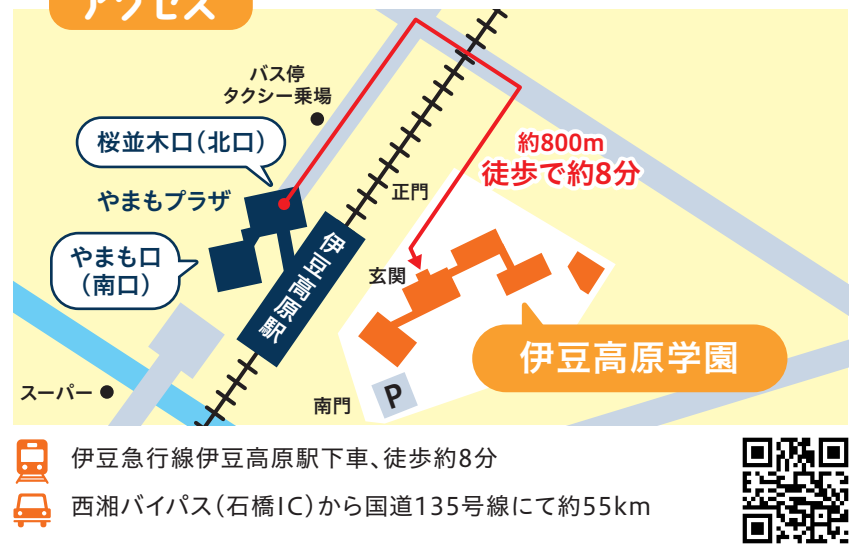 アクセス
バス停
タクシー乗場
桜並木口(北口)
約800m
徒歩で約8分
正門
やまもプラザ
やまも口
(南口)
伊豆高原駅
玄関
伊豆高原学園
スーパー
南門
P
伊豆急行線伊豆高原駅下車、徒歩約8分
西湘バイパス(石橋IC)から国道135号線にて約55km